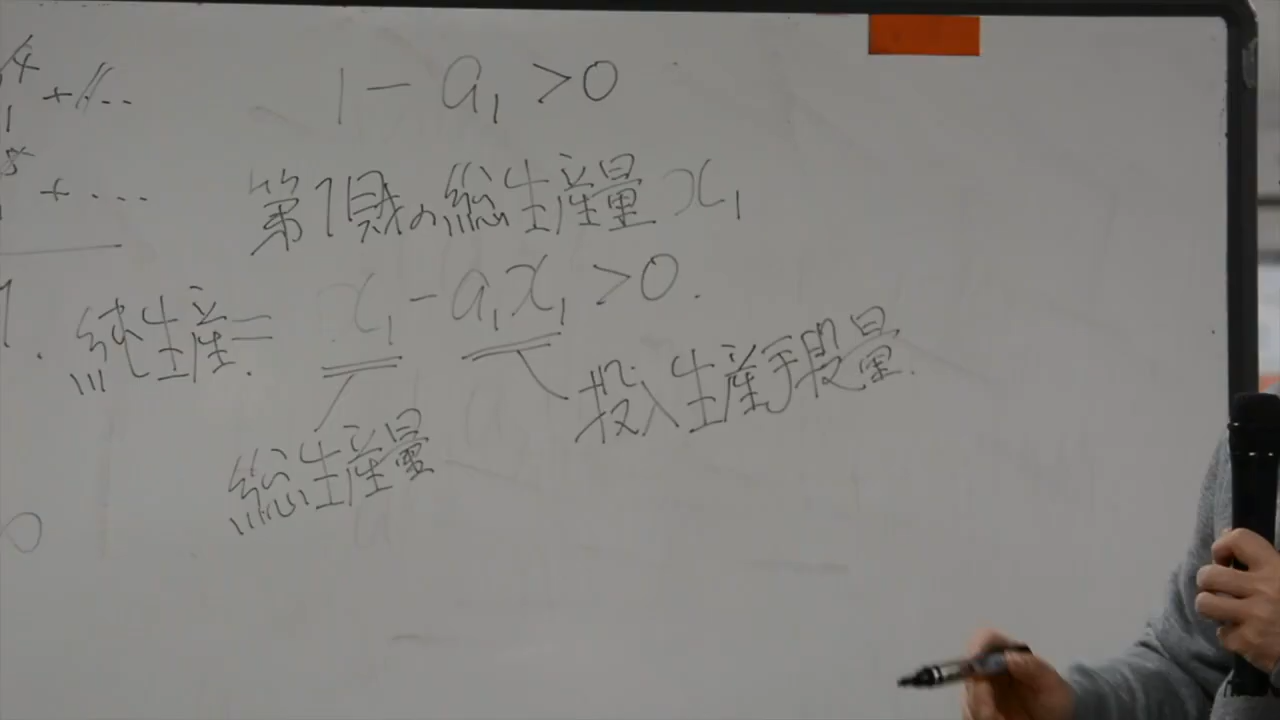 + ...
1 - a₁ > 0
+ ...
第1財の総生産量 x₁
純生産 = x₁ - a₁x₁ > 0.
投入生産手段量.
総生産量
0